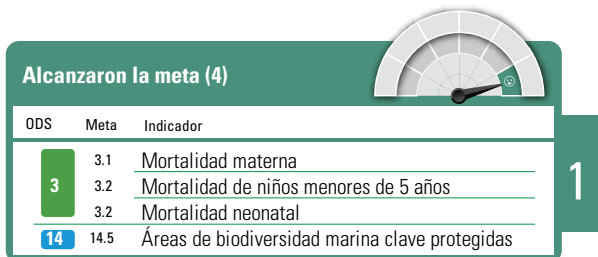 Alcanzaron la meta (4)
ODS Meta Indicador
3 3.1 Mortalidad materna
3.2 Mortalidad de niños menores de 5 años
3.2 Mortalidad neonatal
14 14.5 Áreas de biodiversidad marina clave protegidas
1